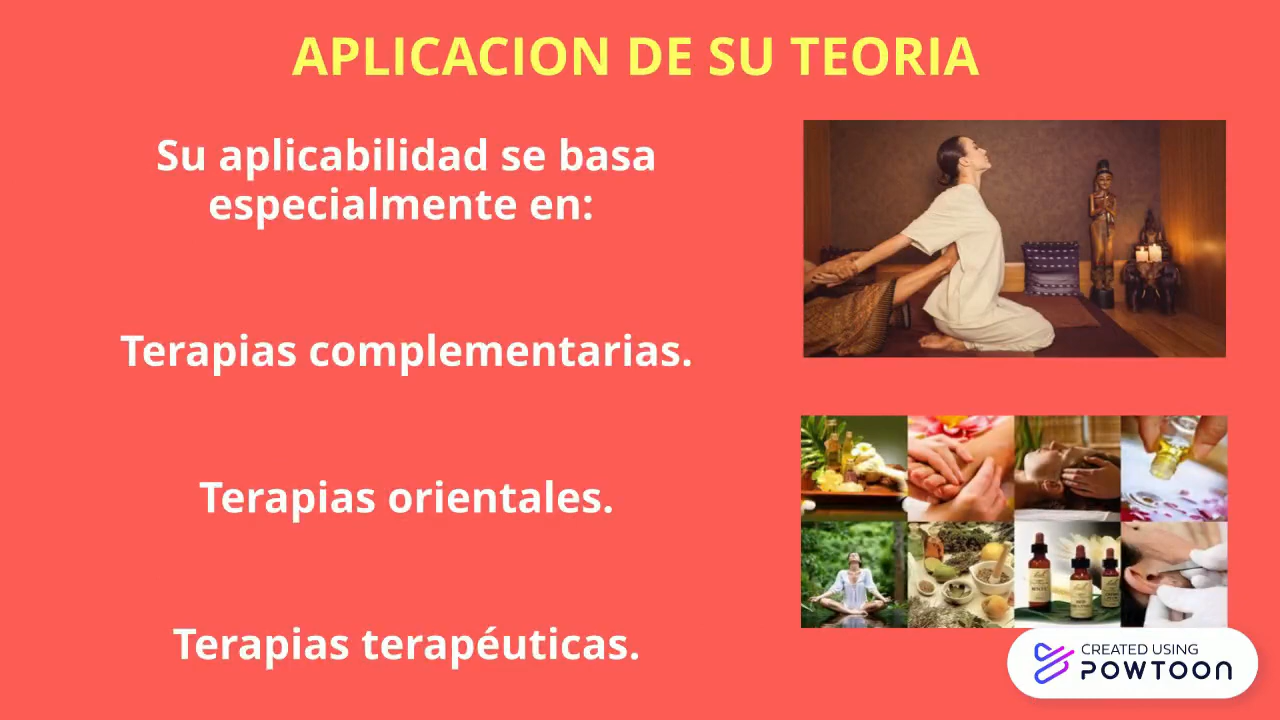 APLICACION DE SU TEORIA
Su aplicabilidad se basa
especialmente en:
Terapias complementarias.
Terapias orientales.
Terapias terapéuticas.
CREATED USING
POWTOON